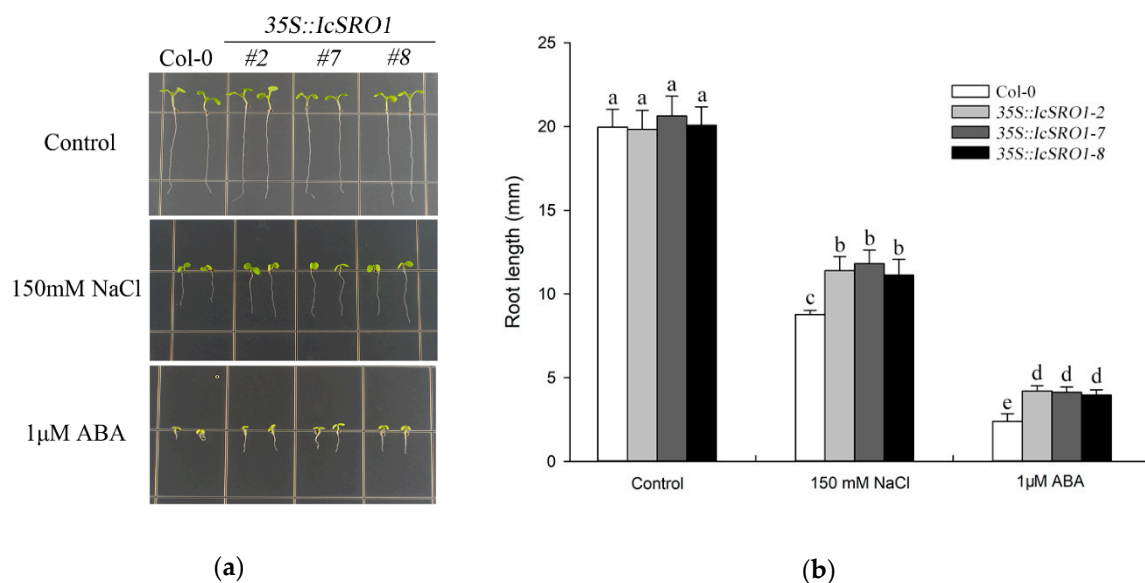 35S::IcSRO1
Col-0 #2 #7 #8
Control
150mM NaCl
1μM ABA
(a)
25
20
15
10
5
0
Root length (mm)
a a a a
c b b b
e d d d
Control 150 mM NaCl 1μM ABA
Col-0
35S::IcSRO1-2
35S::IcSRO1-7
35S::IcSRO1-8
(b)